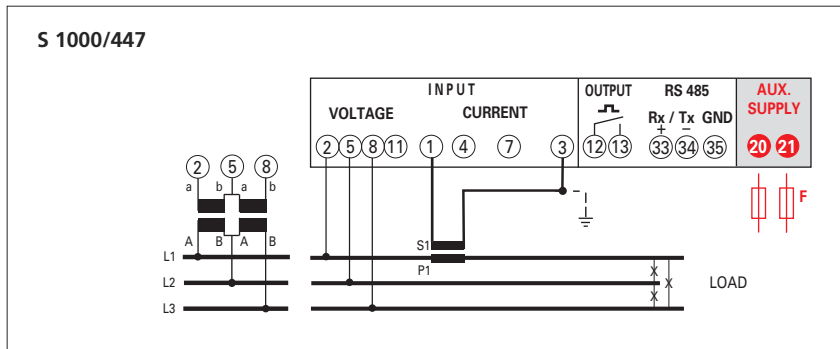 S 1000/447
INPUT
OUTPUT
RS 485
AUX.
SUPPLY
VOLTAGE
CURRENT
Rx / Tx GND
+ −
2 5 8 11 1 4 7 3 12 13 33 34 35 20 21
2 5 8
a b a b
F
A B A B
S1
P1
L1
L2
L3
X
X
X
LOAD